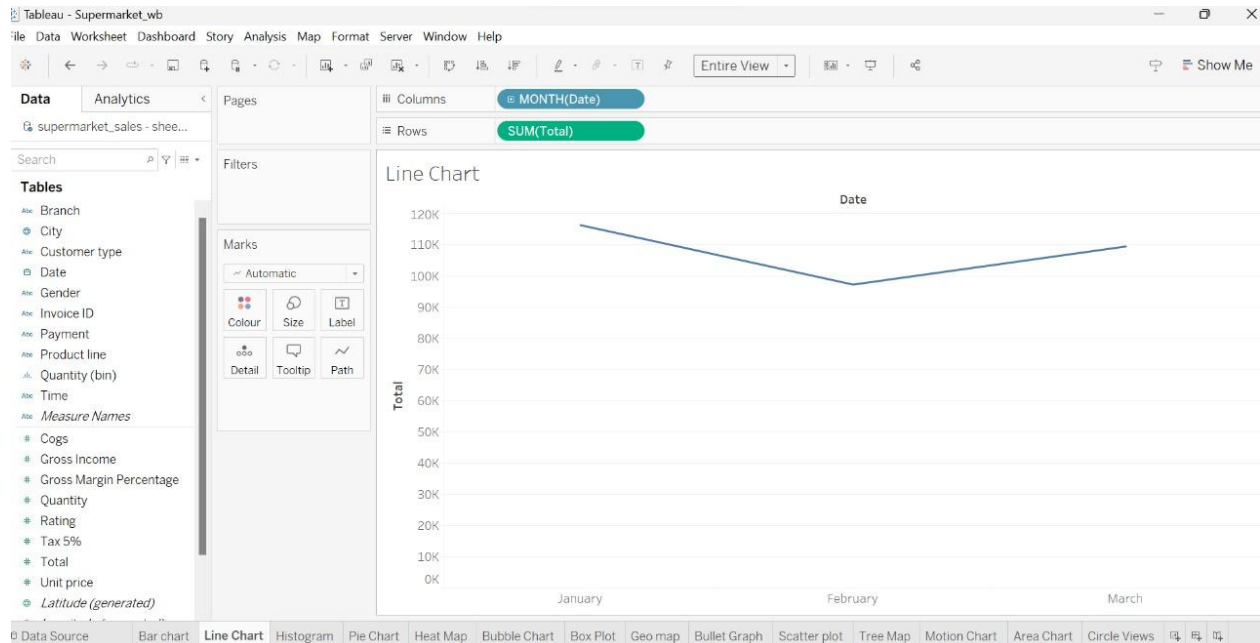 Tableau - Supermarket_wb
File Data Worksheet Dashboard Story Analysis Map Format Server Window Help
Entire View
Show Me
Data Analytics
supermarket_sales - shee...
Search
Tables
Branch
City
Customer type
Date
Gender
Invoice ID
Payment
Product line
Quantity (bin)
Time
Measure Names
Cogs
Gross Income
Gross Margin Percentage
Quantity
Rating
Tax 5%
Total
Unit price
Latitude (generated)
Pages
Filters
Marks
Automatic
Colour Size Label
Detail Tooltip Path
Columns MONTH(Date)
Rows SUM(Total)
Line Chart
Date
120K
110K
100K
90K
80K
70K
60K
50K
40K
30K
20K
10K
0K
Total
January February March
Data Source Bar chart Line Chart Histogram Pie Chart Heat Map Bubble Chart Box Plot Geo map Bullet Graph Scatter plot Tree Map Motion Chart Area Chart Circle Views